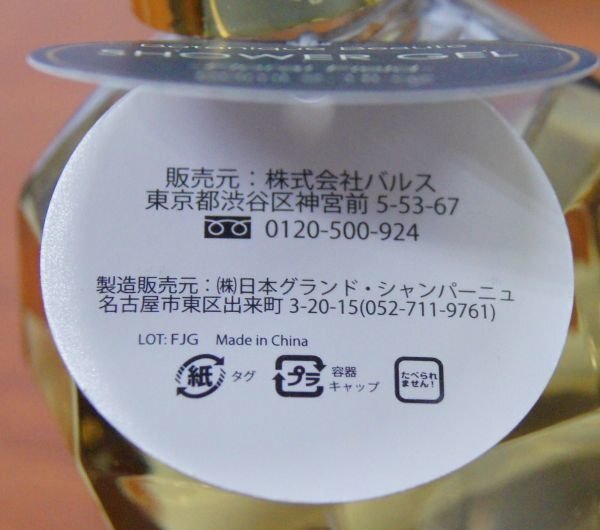 SHOWER GEL
販売元：株式会社バルス
東京都渋谷区神宮前 5-53-67
0120-500-924
製造販売元：㈱日本グランド・シャンパーニュ
名古屋市東区出来町 3-20-15(052-711-9761)
LOT: FJG Made in China
紙 タグ
プラ 容器
キャップ
たべられ
ません！